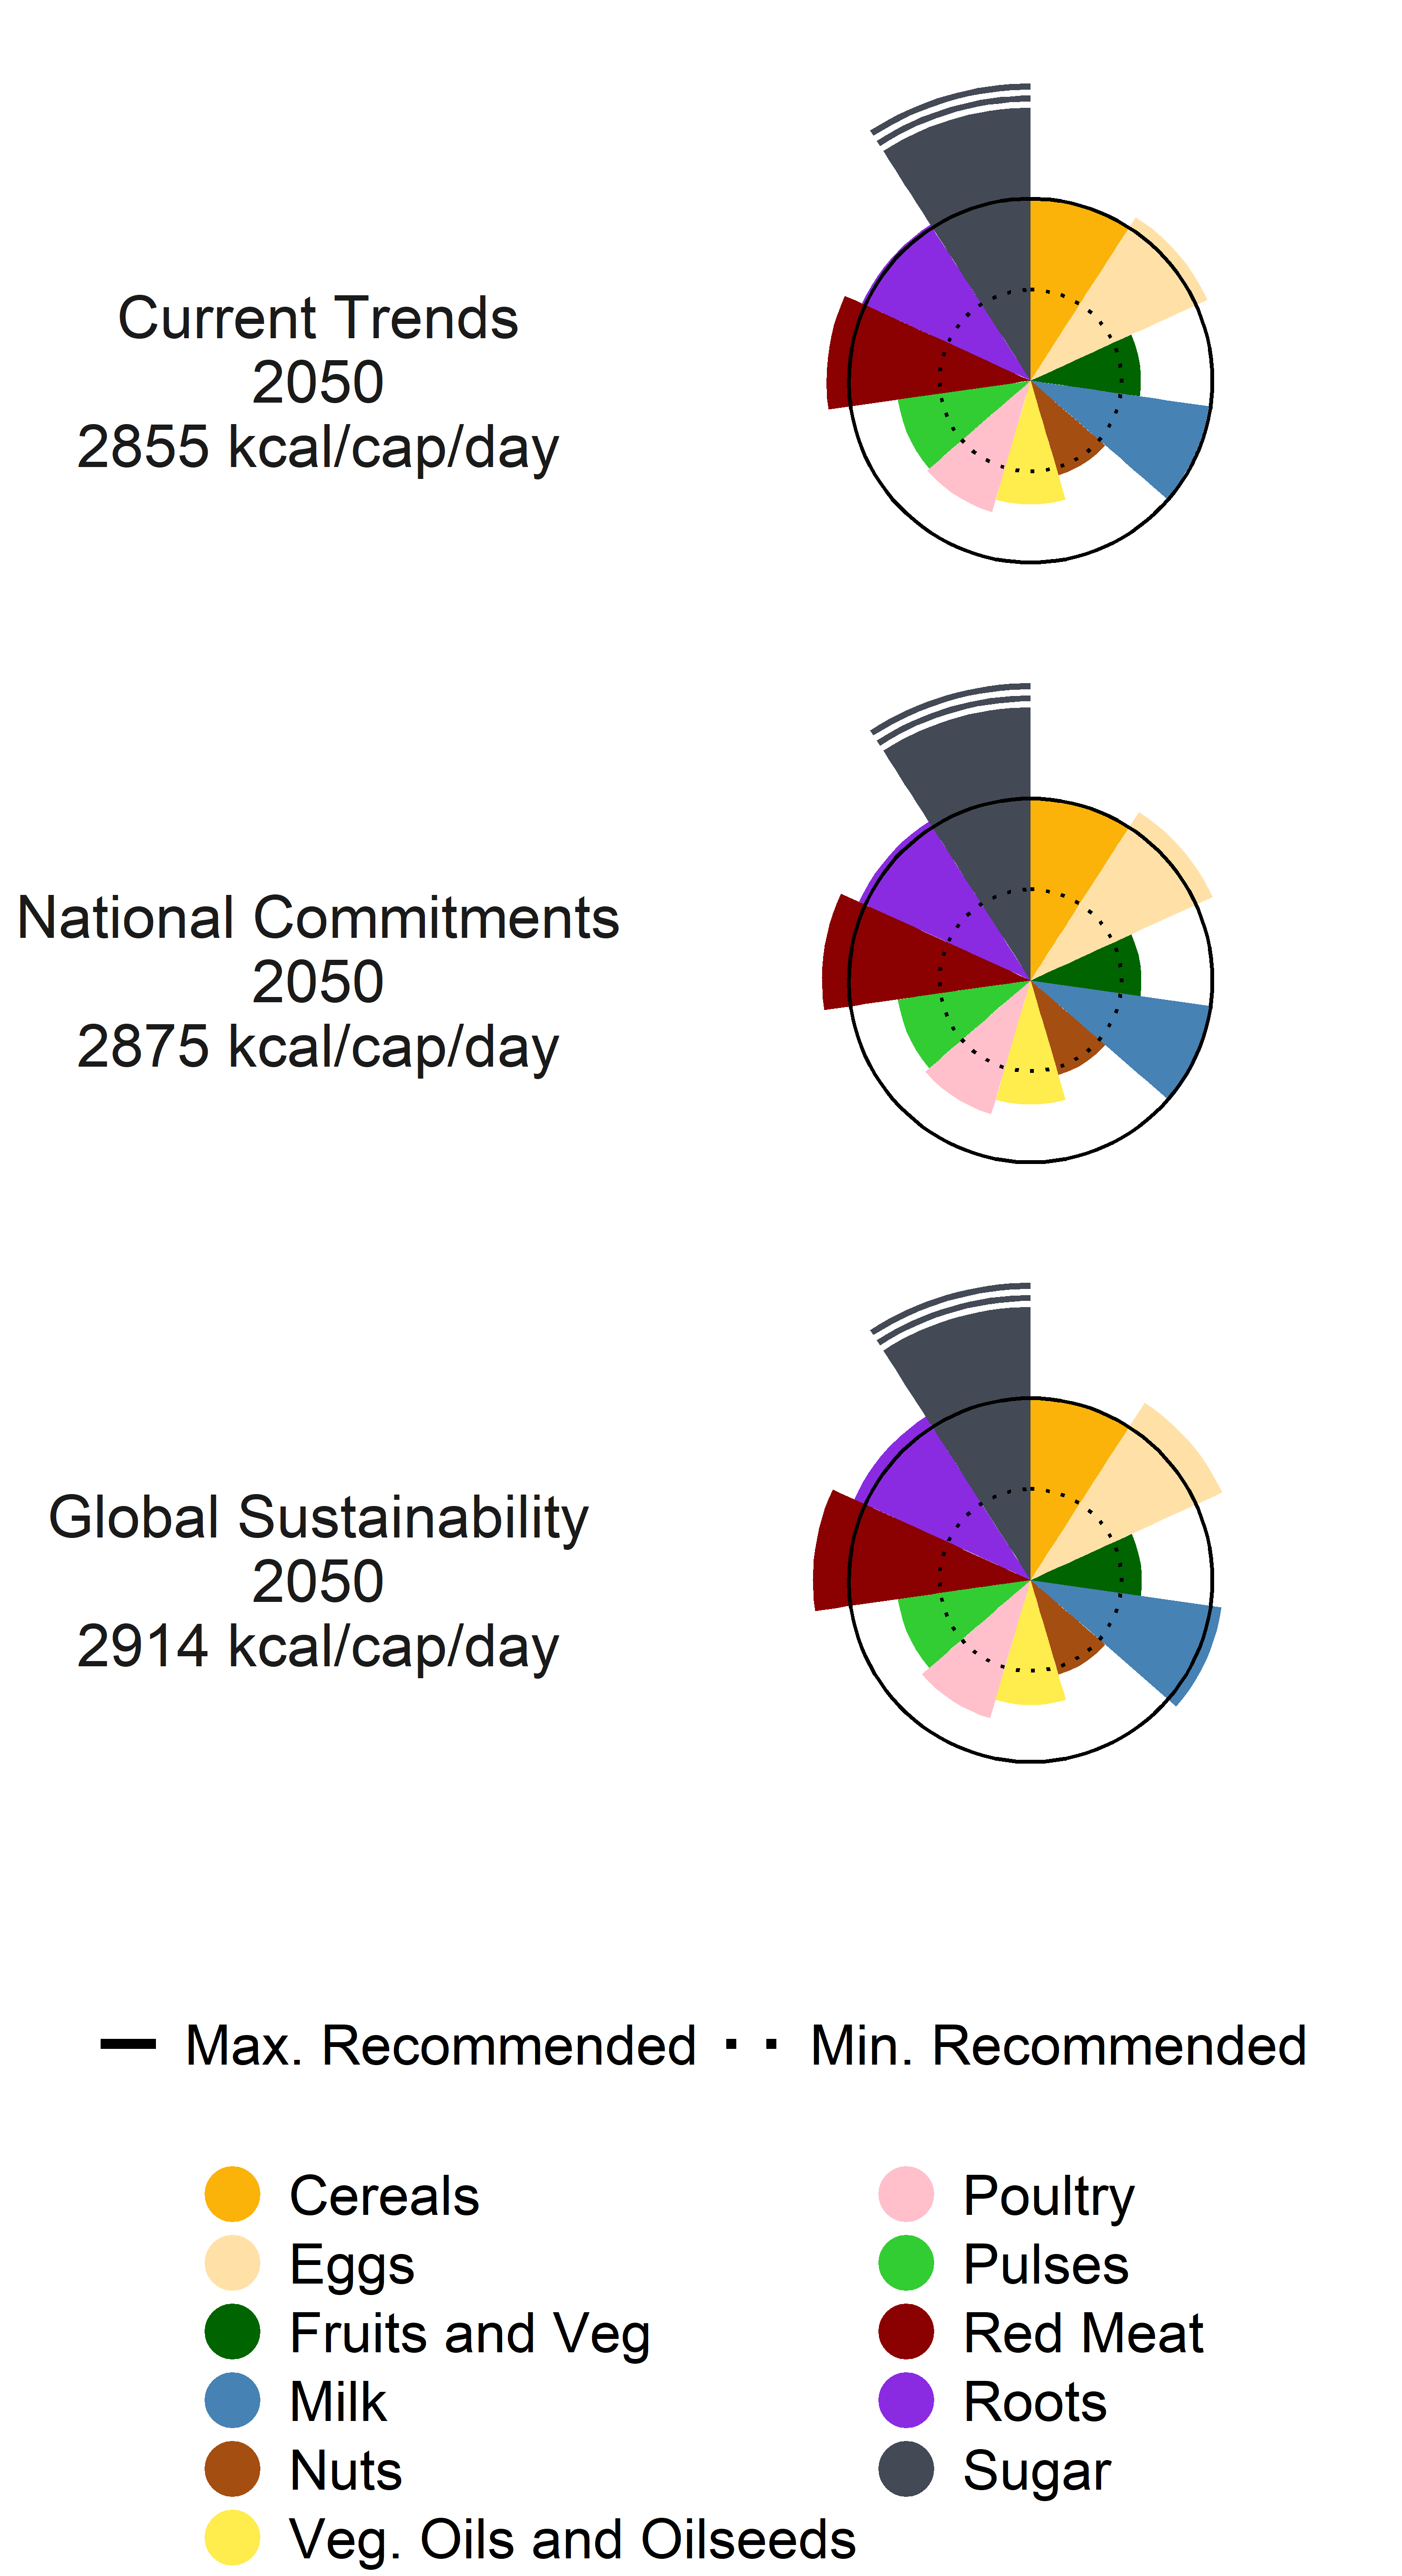 Current Trends
2050
2855 kcal/cap/day
National Commitments
2050
2875 kcal/cap/day
Global Sustainability
2050
2914 kcal/cap/day
Max. Recommended Min. Recommended
Cereals
Eggs
Fruits and Veg
Milk
Nuts
Veg. Oils and Oilseeds
Poultry
Pulses
Red Meat
Roots
Sugar